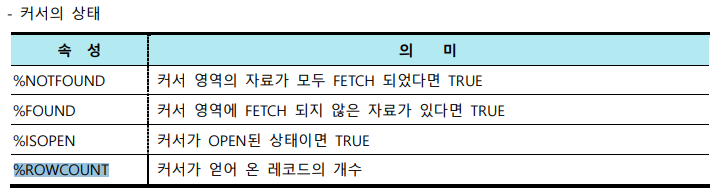 - 커서의 상태
속 성 의 미
%NOTFOUND 커서 영역의 자료가 모두 FETCH 되었다면 TRUE
%FOUND 커서 영역에 FETCH 되지 않은 자료가 있다면 TRUE
%ISOPEN 커서가 OPEN된 상태이면 TRUE
%ROWCOUNT 커서가 얻어 온 레코드의 개수